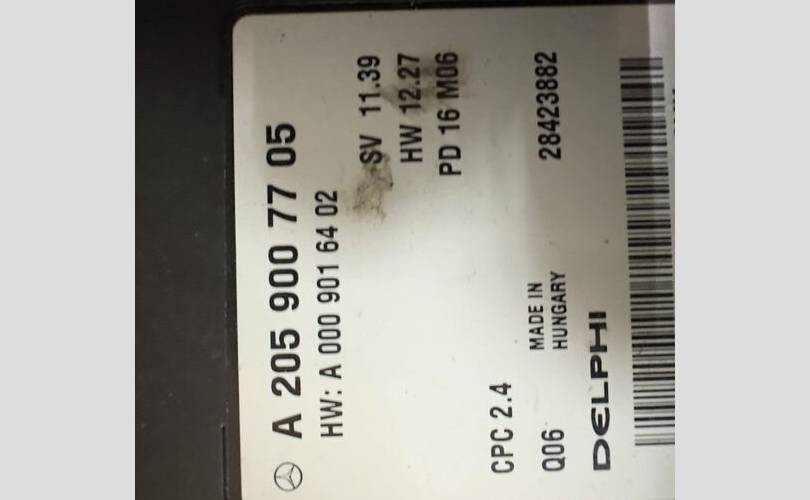 A 205 900 77 05
HW: A 000 901 64 02
SV 11.39
HW 12.27
PD 16 M06
CPC 2.4
MADE IN
Q06 HUNGARY 28423882
DELPHI